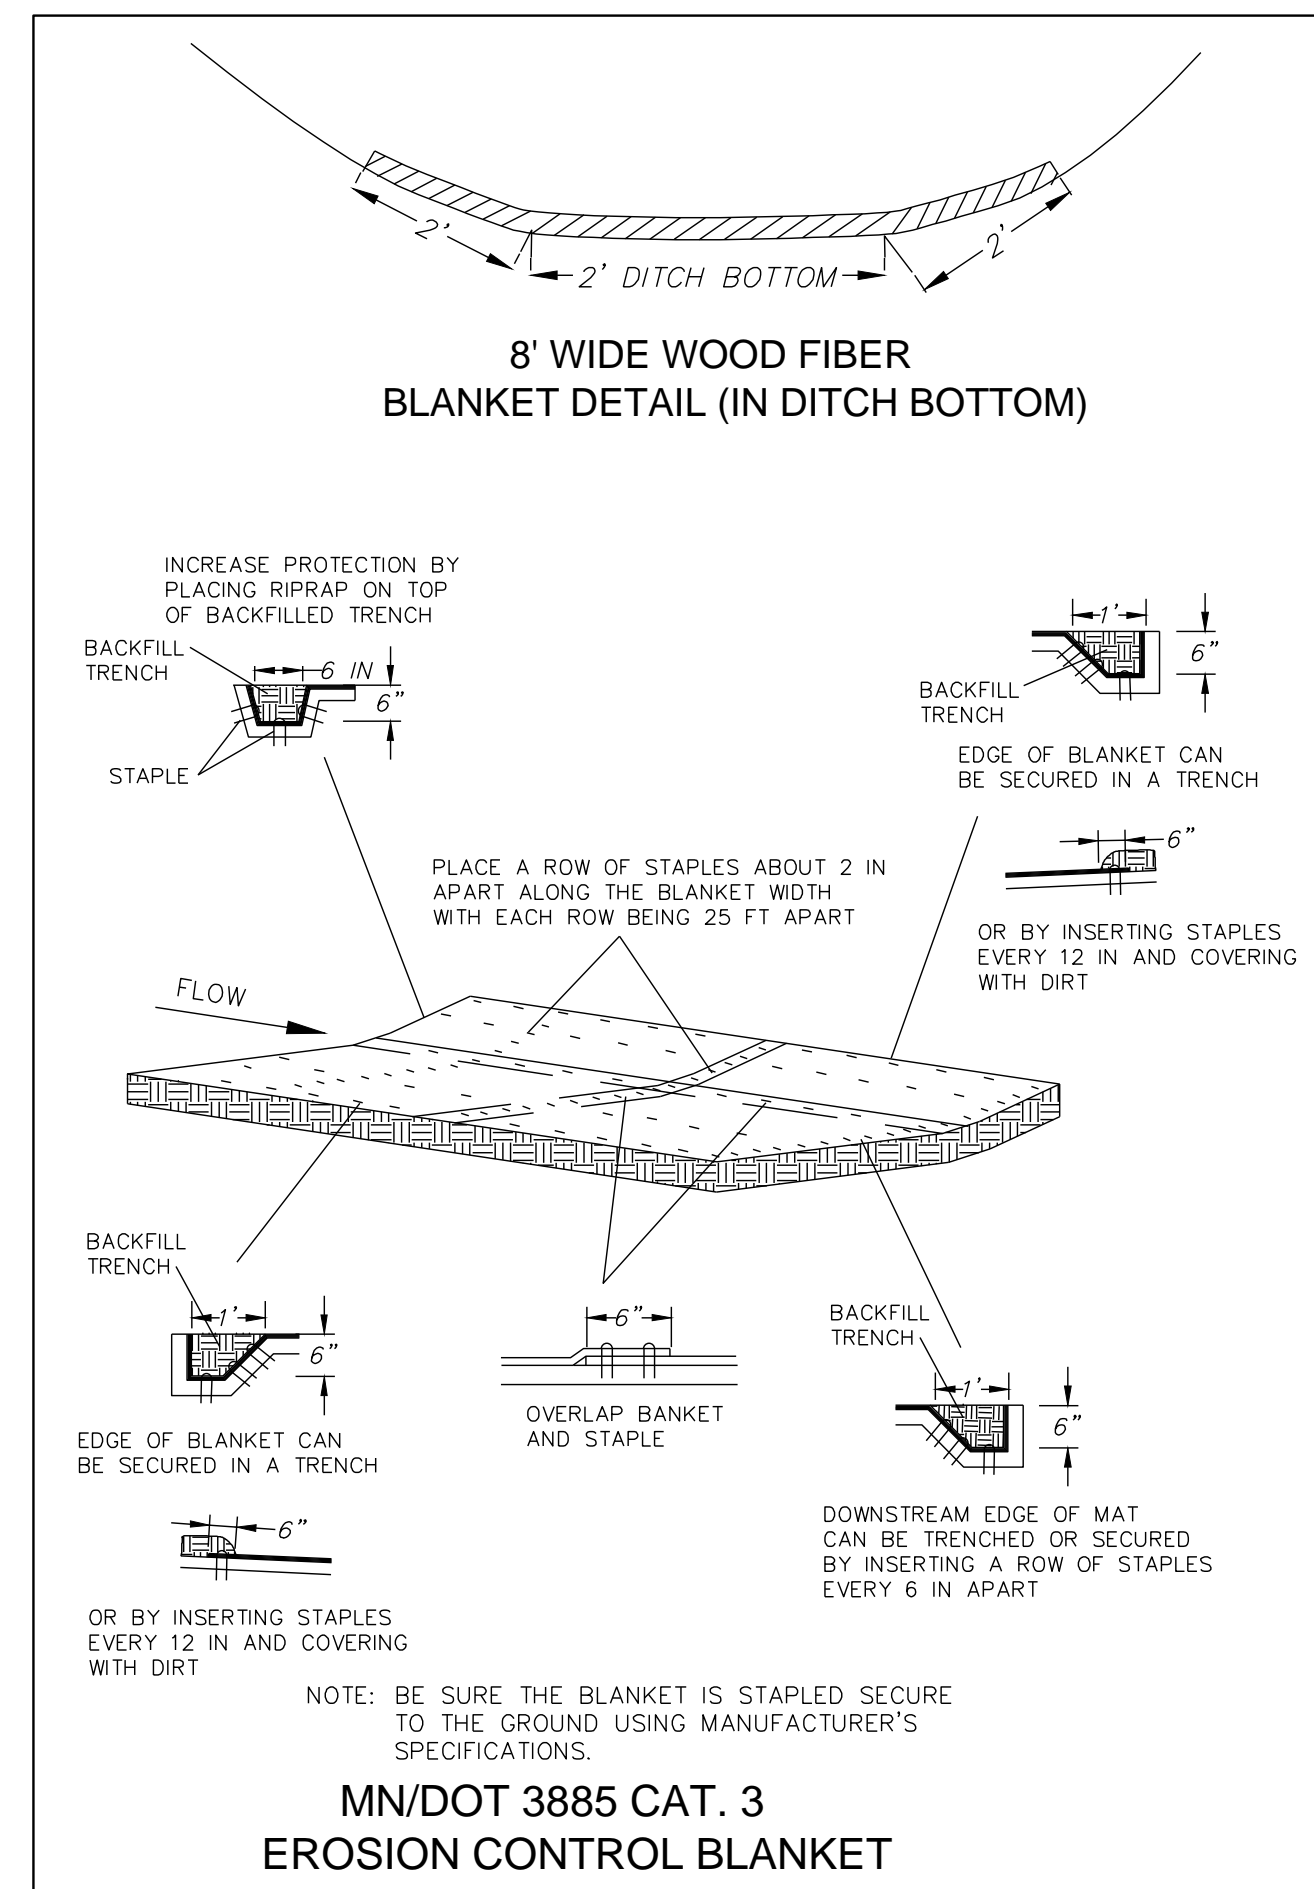 2'
2' DITCH BOTTOM
2'
8' WIDE WOOD FIBER
BLANKET DETAIL (IN DITCH BOTTOM)
INCREASE PROTECTION BY
PLACING RIPRAP ON TOP
OF BACKFILLED TRENCH
BACKFILL
TRENCH
6 IN
6"
STAPLE
1'
6"
BACKFILL
TRENCH
EDGE OF BLANKET CAN
BE SECURED IN A TRENCH
6"
OR BY INSERTING STAPLES
EVERY 12 IN AND COVERING
WITH DIRT
PLACE A ROW OF STAPLES ABOUT 2 IN
APART ALONG THE BLANKET WIDTH
WITH EACH ROW BEING 25 FT APART
FLOW
BACKFILL
TRENCH
1'
6"
EDGE OF BLANKET CAN
BE SECURED IN A TRENCH
6"
OR BY INSERTING STAPLES
EVERY 12 IN AND COVERING
WITH DIRT
6"
OVERLAP BANKET
AND STAPLE
BACKFILL
TRENCH
1'
6"
DOWNSTREAM EDGE OF MAT
CAN BE TRENCHED OR SECURED
BY INSERTING A ROW OF STAPLES
EVERY 6 IN APART
NOTE: BE SURE THE BLANKET IS STAPLED SECURE
TO THE GROUND USING MANUFACTURER'S
SPECIFICATIONS.
MN/DOT 3885 CAT. 3
EROSION CONTROL BLANKET